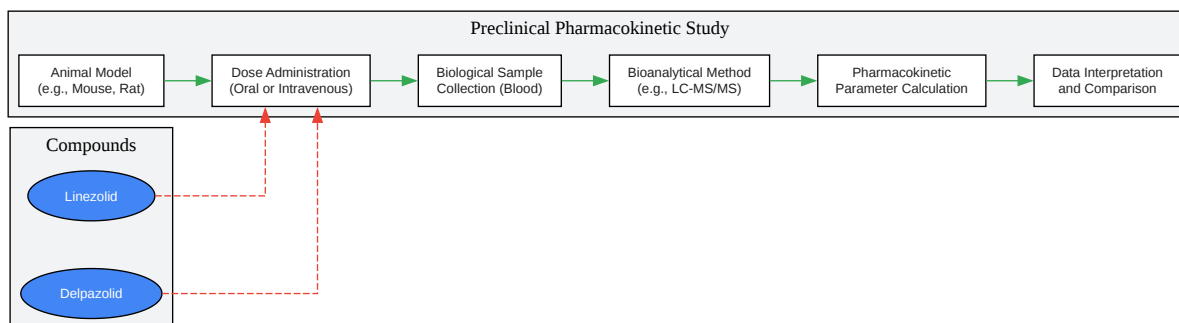 Preclinical Pharmacokinetic Study
Animal Model
(e.g., Mouse, Rat)
Dose Administration
(Oral or Intravenous)
Biological Sample
Collection (Blood)
Bioanalytical Method
(e.g., LC-MS/MS)
Pharmacokinetic
Parameter Calculation
Data Interpretation
and Comparison
Compounds
Linezolid
Delpazolid